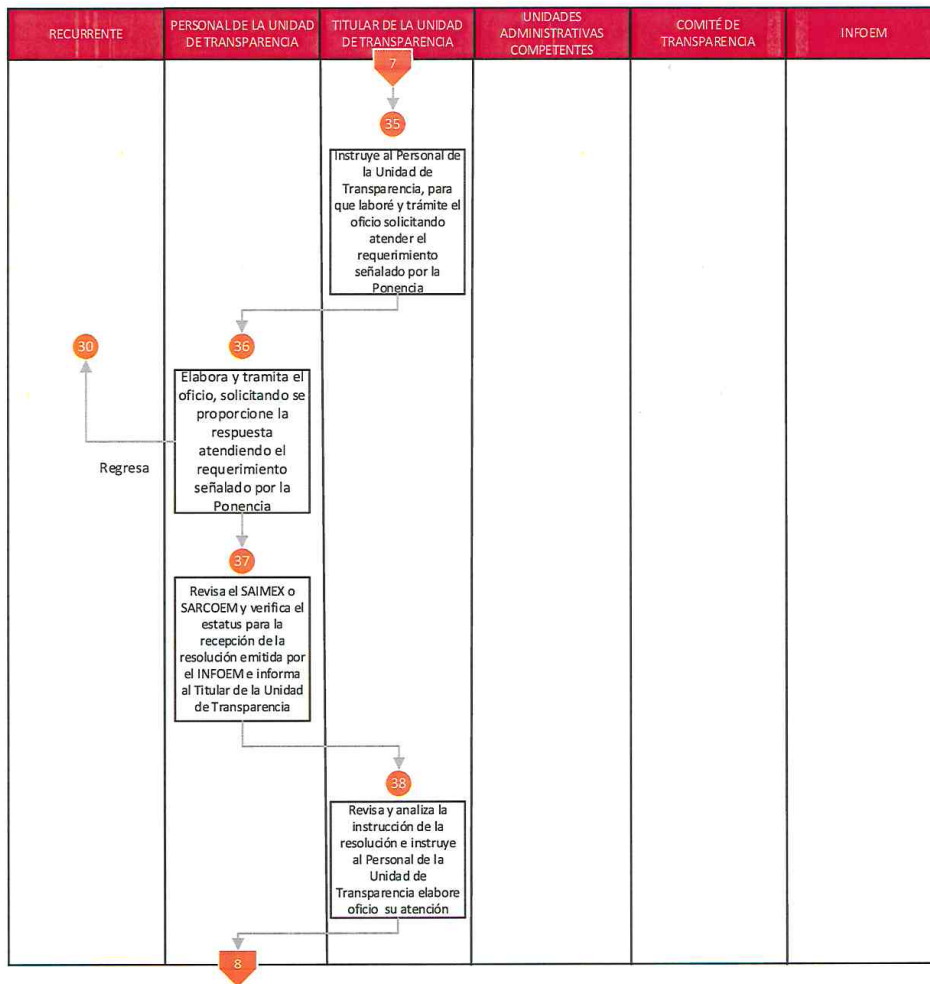 RECURRENTE
PERSONAL DE LA UNIDAD
DE TRANSPARENCIA
TITULAR DE LA UNIDAD
DE TRANSPARENCIA
UNIDADES
ADMINISTRATIVAS
COMPETENTES
COMITÉ DE
TRANSPARENCIA
INFOEM
7
35
Instruye al Personal de
la Unidad de
Transparencia, para
que laboré y trámite el
oficio solicitando
atender el
requerimiento
señalado por la
Ponencia
30
36
Elabora y tramita el
oficio, solicitando se
proporcione la
respuesta
atendiendo el
requerimiento
señalado por la
Ponencia
Regresa
37
Revisa el SAIMEX o
SARCOEM y verifica el
estatus para la
recepción de la
resolución emitida por
el INFOEM e informa
al Titular de la Unidad
de Transparencia
38
Revisa y analiza la
instrucción de la
resolución e instruye
al Personal de la
Unidad de
Transparencia elabore
oficio su atención
8